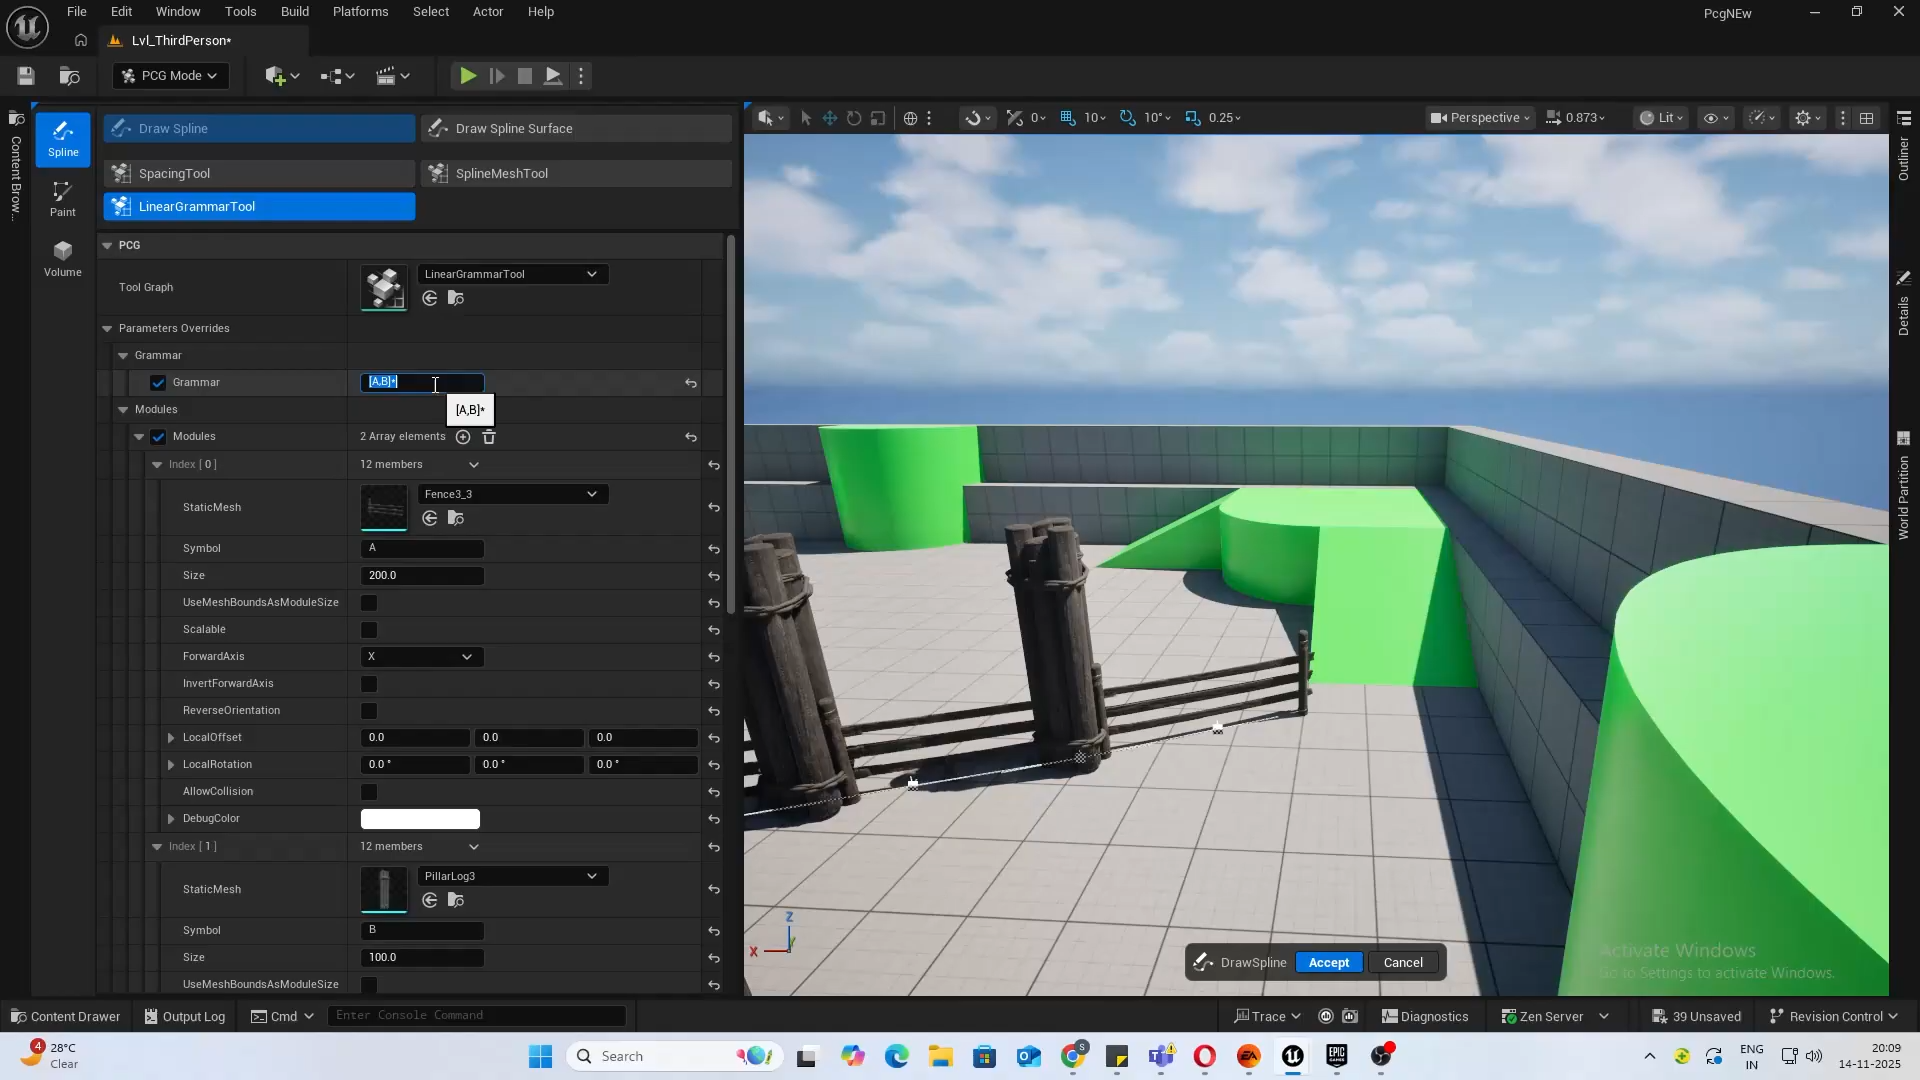 File Edit Window Tools Build Platforms Select Actor Help
PcgNEw
Lvl_ThirdPerson*
PCG Mode
Content Brow...
Spline
Paint
Volume
Draw Spline
Draw Spline Surface
SpacingTool
SplineMeshTool
LinearGrammarTool
PCG
Tool Graph
LinearGrammarTool
Parameters Overrides
Grammar
Grammar
[A,B]*
[A,B]*
Modules
Modules
2 Array elements
Index [ 0 ]
12 members
StaticMesh
Fence3_3
Symbol
A
Size
200.0
UseMeshBoundsAsModuleSize
Scalable
ForwardAxis
X
InvertForwardAxis
ReverseOrientation
LocalOffset
0.0 0.0 0.0
LocalRotation
0.0 ° 0.0 ° 0.0 °
AllowCollision
DebugColor
Index [ 1 ]
12 members
StaticMesh
PillarLog3
Symbol
B
Size
100.0
UseMeshBoundsAsModuleSize
0
10
10°
0.25
Perspective
0.873
Lit
Outliner
Details
World Partition
Z
X
DrawSpline
Accept
Cancel
Activate Windows
Go to Settings to activate Windows.
Content Drawer
Output Log
Cmd
Enter Console Command
Trace
Diagnostics
Zen Server
39 Unsaved
Revision Control
4
28°C
Clear
Search
ENG
IN
20:09
14-11-2025